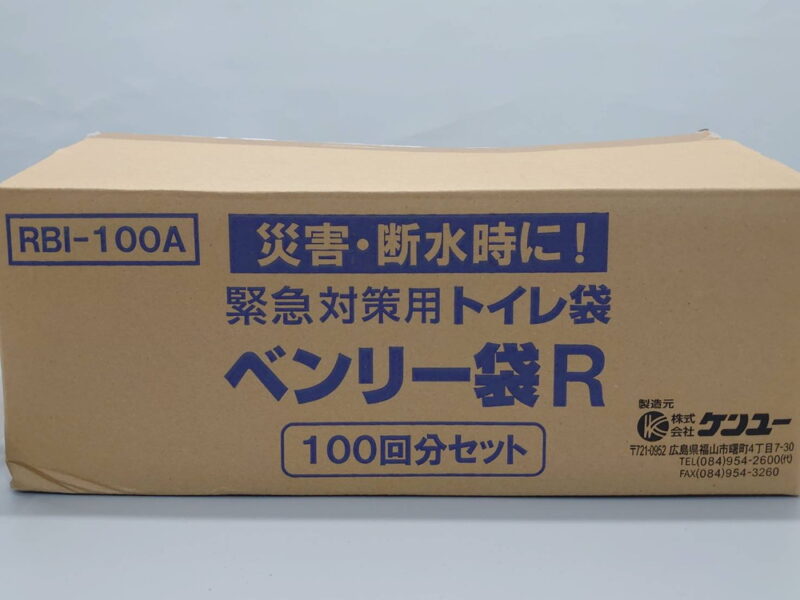 RBI-100A
災害・断水時に!
緊急対策用トイレ袋
ベンリー袋R
100回分セット
製造元
株式会社 ケンユー
〒721-0952 広島県福山市曙町4丁目7-30
TEL(084)954-2600(代)
FAX(084)954-3260